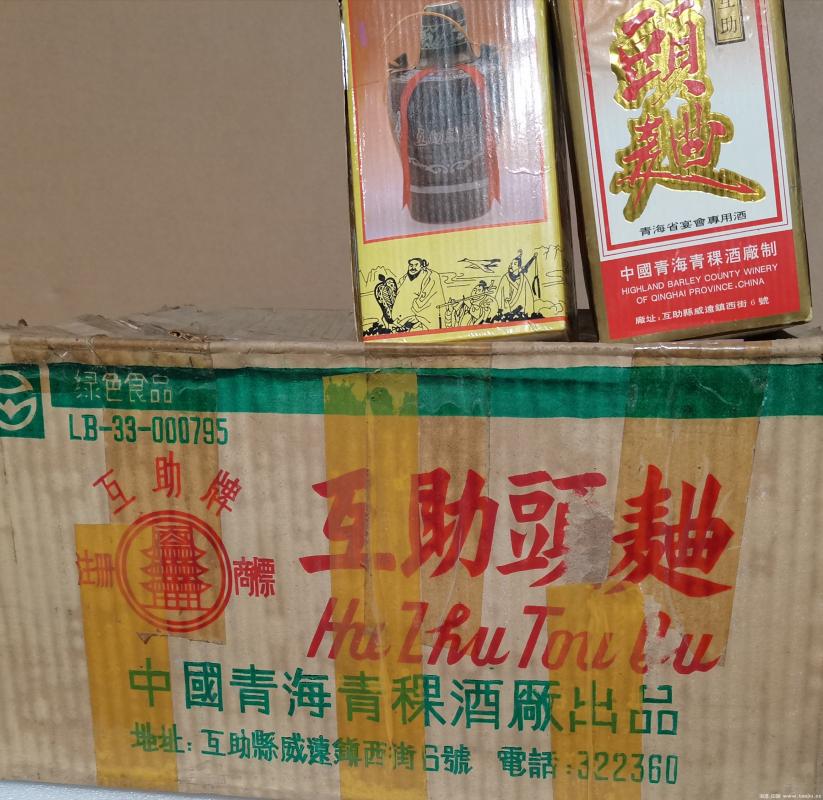 互助
頭麯
青海省宴會專用酒
中國青海青稞酒廠制
HIGHLAND BARLEY COUNTY WINERY
OF QINGHAI PROVINCE.CHINA
廠址:互助縣威遠鎮西街6號
绿色食品
LB-33-000795
互助牌
註冊 商標
互助頭麯
Hu Zhu Tou Cu
中國青海青稞酒廠出品
地址:互助縣威遠鎮西街6號 電話:322360